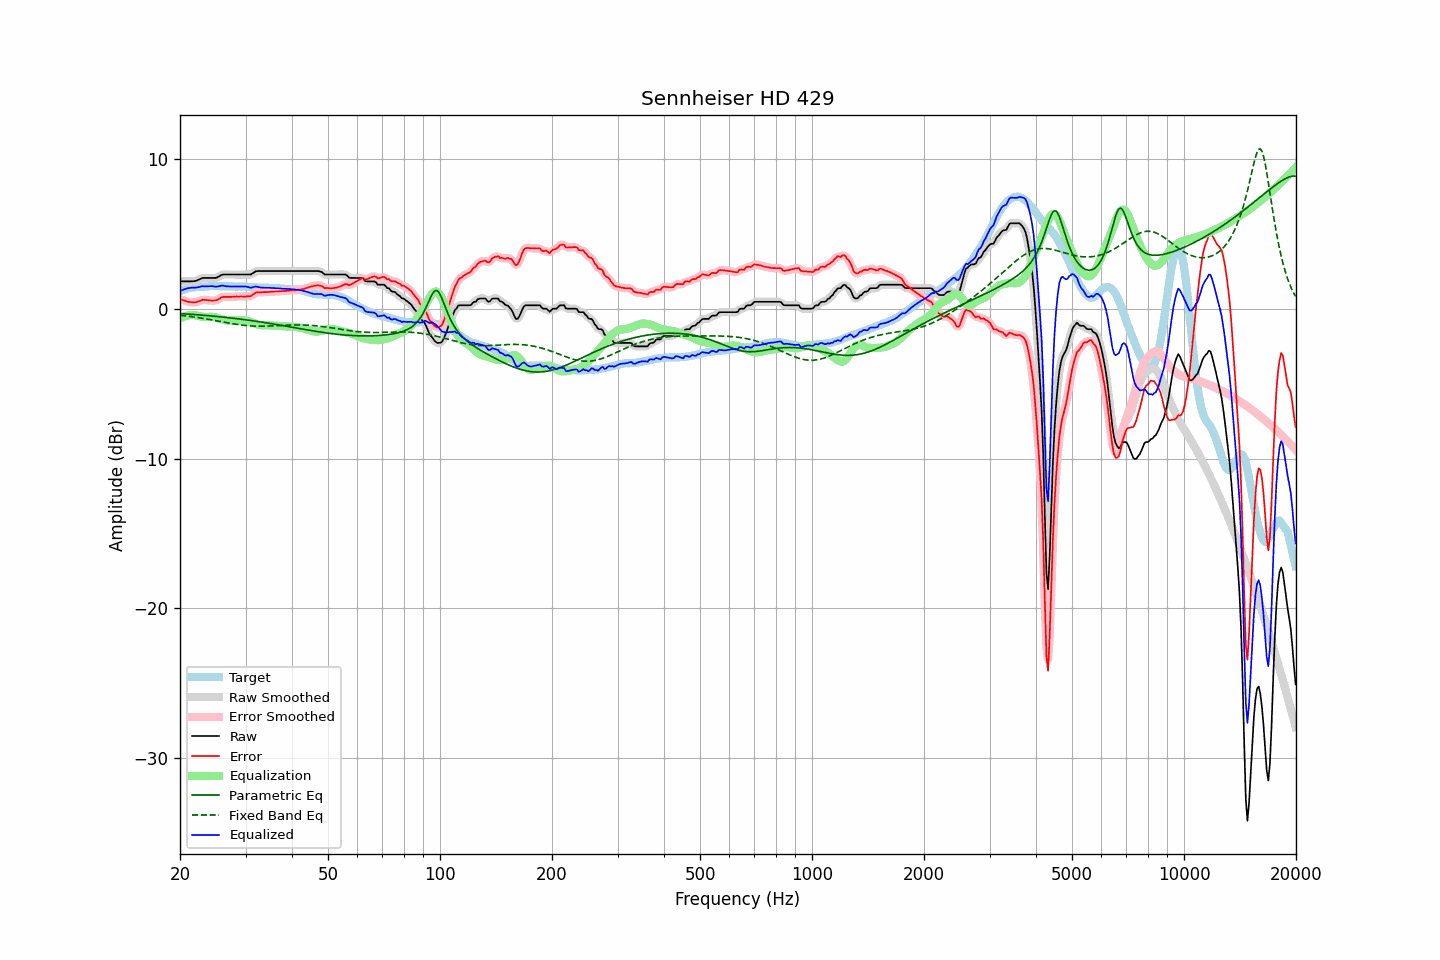 Sennheiser HD 429
Amplitude (dBr)
10
0
−10
−20
−30
Target
Raw Smoothed
Error Smoothed
Raw
Error
Equalization
Parametric Eq
Fixed Band Eq
Equalized
20 50 100 200 500 1000 2000 5000 10000 20000
Frequency (Hz)